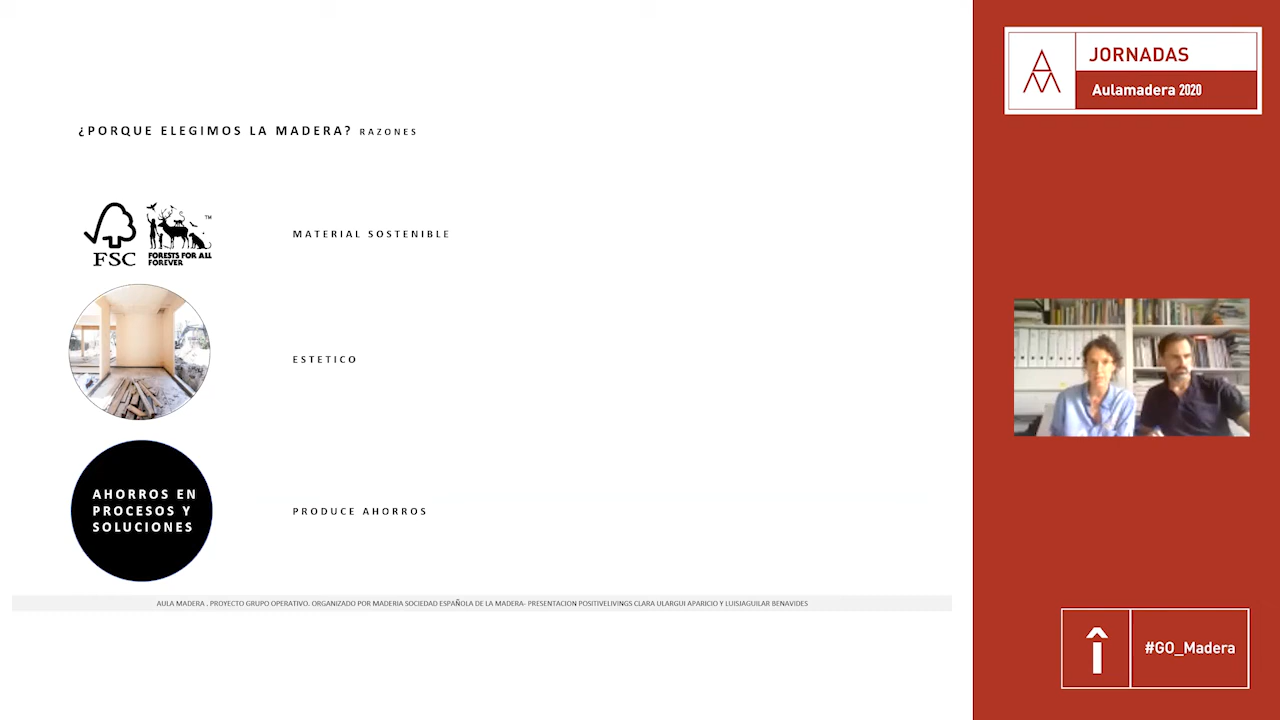 ¿PORQUE ELEGIMOS LA MADERA? RAZONES
FSC
FORESTS FOR ALL
FOREVER
TM
MATERIAL SOSTENIBLE
ESTETICO
AHORROS EN
PROCESOS Y
SOLUCIONES
PRODUCE AHORROS
AULA MADERA . PROYECTO GRUPO OPERATIVO. ORGANIZADO POR MADERIA SOCIEDAD ESPAÑOLA DE LA MADERA- PRESENTACION POSITIVELIVINGS CLARA ULARGUI APARICIO Y LUISJAGUILAR BENAVIDES
JORNADAS
Aulamadera 2020
#GO_Madera